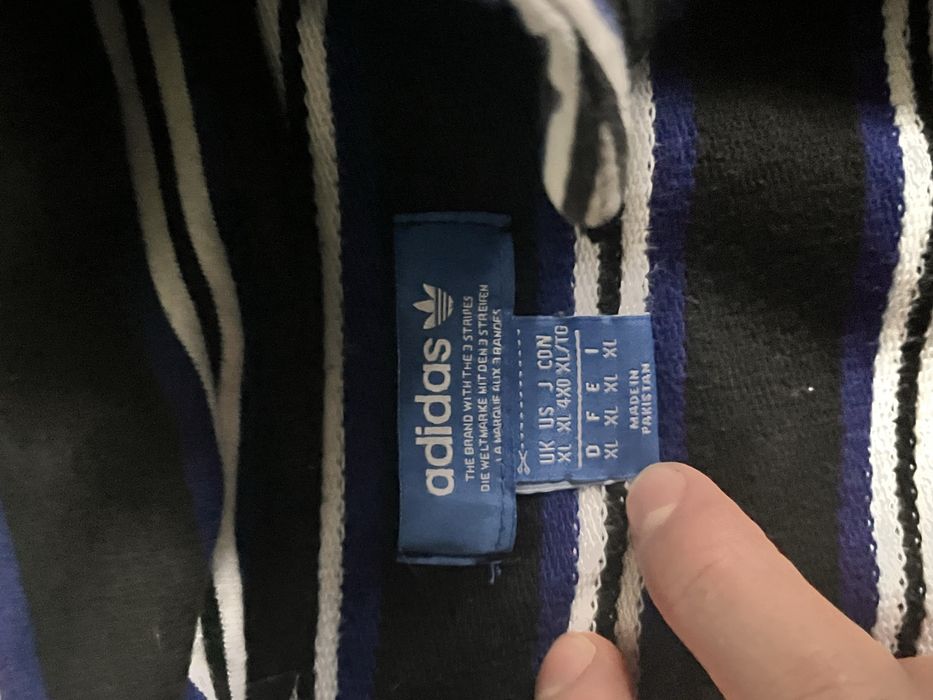 adidas
THE BRAND WITH THE 3 STRIPES
DIE WELTMARKE MIT DEN 3 STREIFEN
LA MARQUE AUX 3 BANDES
UK US J CDN
XL XL 4XO XL/TG
D F E I
XL XL XL XL
MADE IN
PAKISTAN